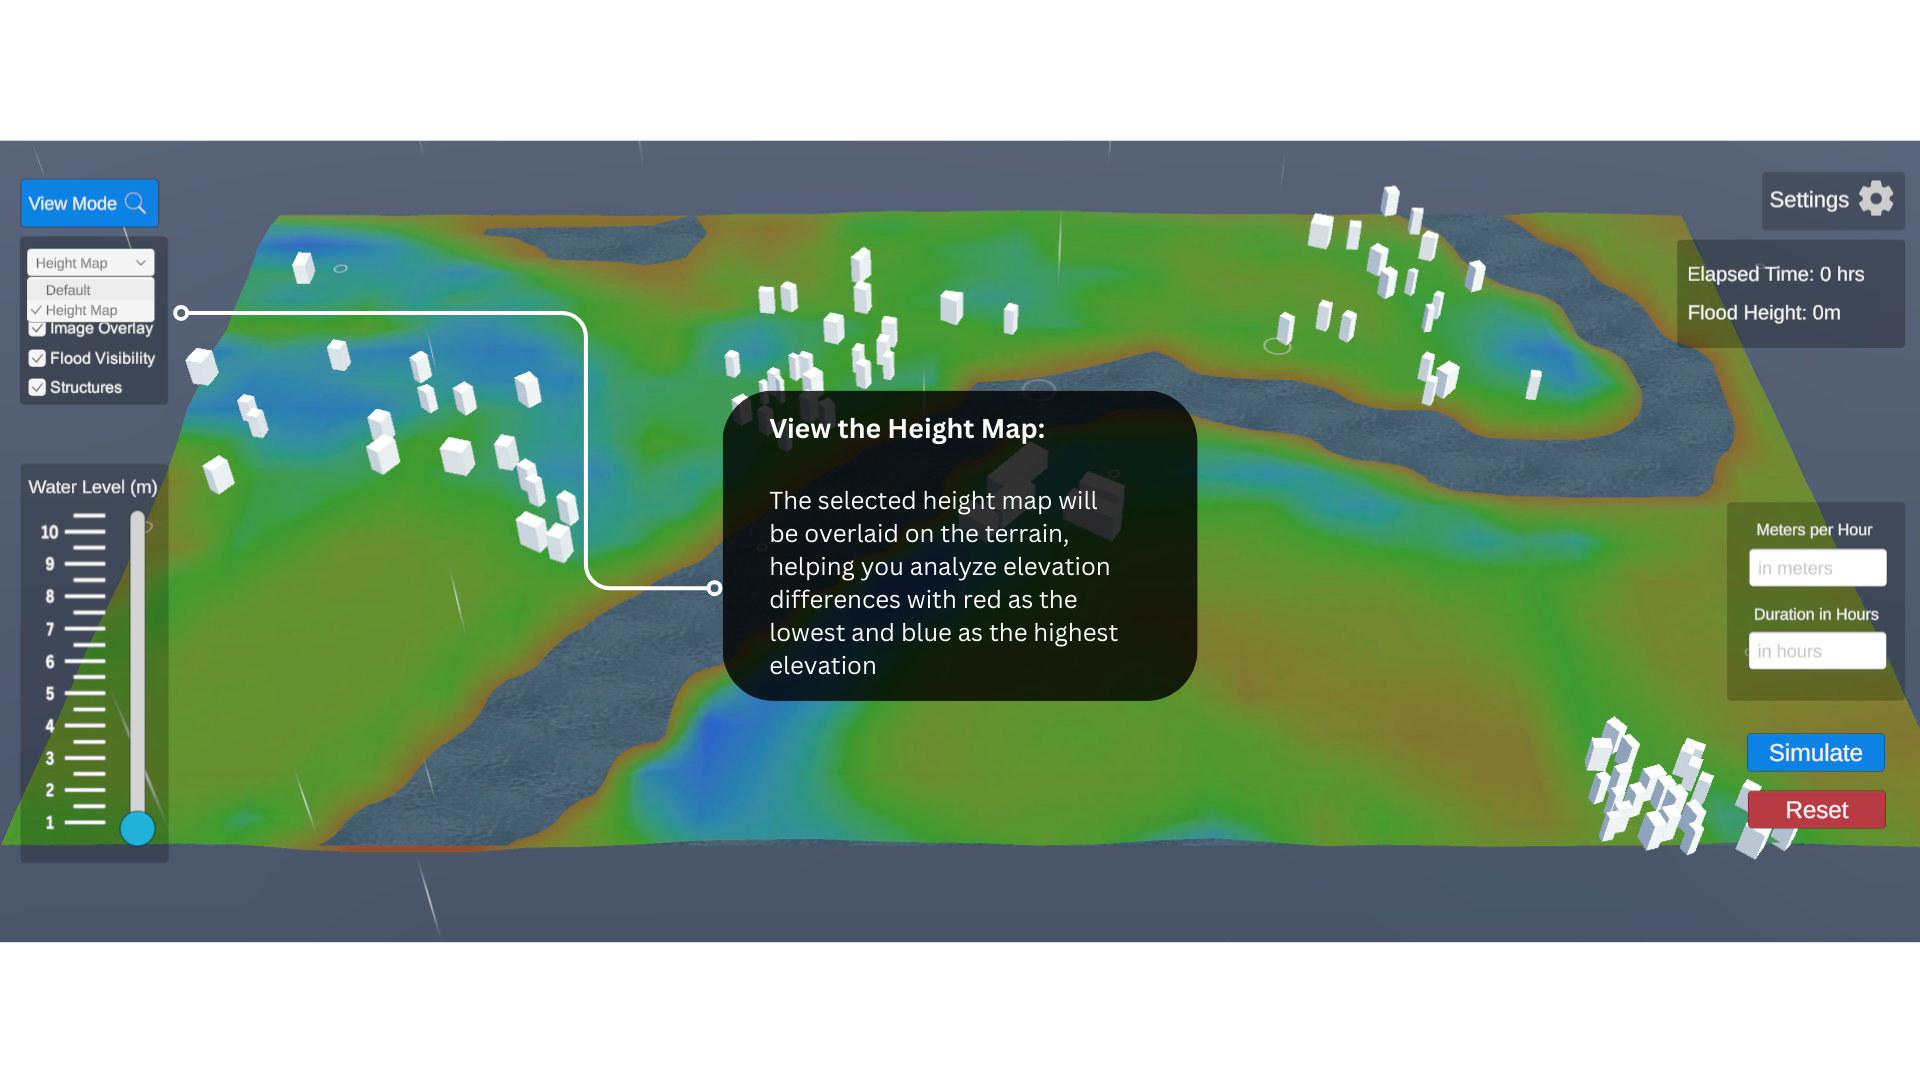 View Mode
Height Map
Default
Height Map
Image Overlay
Flood Visibility
Structures
Water Level (m)
10
9
8
7
6
5
4
3
2
1
View the Height Map:
The selected height map will
be overlaid on the terrain,
helping you analyze elevation
differences with red as the
lowest and blue as the highest
elevation
Settings
Elapsed Time: 0 hrs
Flood Height: 0m
Meters per Hour
in meters
Duration in Hours
in hours
Simulate
Reset